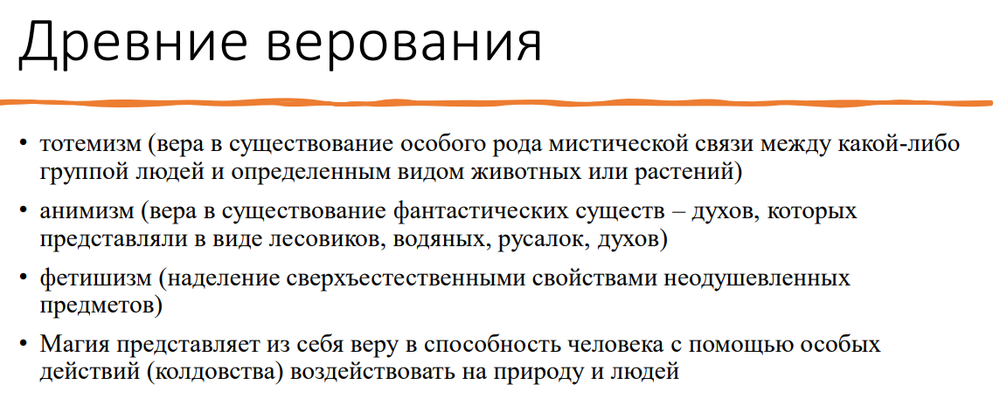 Древние верования
• тотемизм (вера в существование особого рода мистической связи между какой-либо
группой людей и определенным видом животных или растений)
• анимизм (вера в существование фантастических существ – духов, которых
представляли в виде лесовиков, водяных, русалок, духов)
• фетишизм (наделение сверхъестественными свойствами неодушевленных
предметов)
• Магия представляет из себя веру в способность человека с помощью особых
действий (колдовства) воздействовать на природу и людей